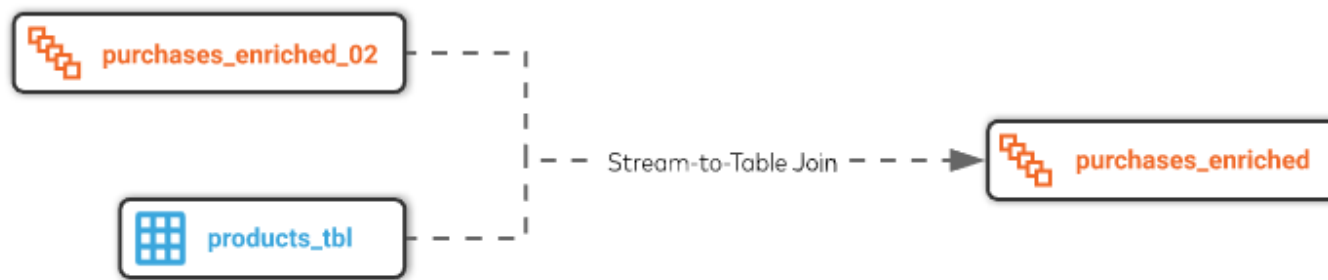 purchases_enriched_02
Stream-to-Table Join
purchases_enriched
products_tbl